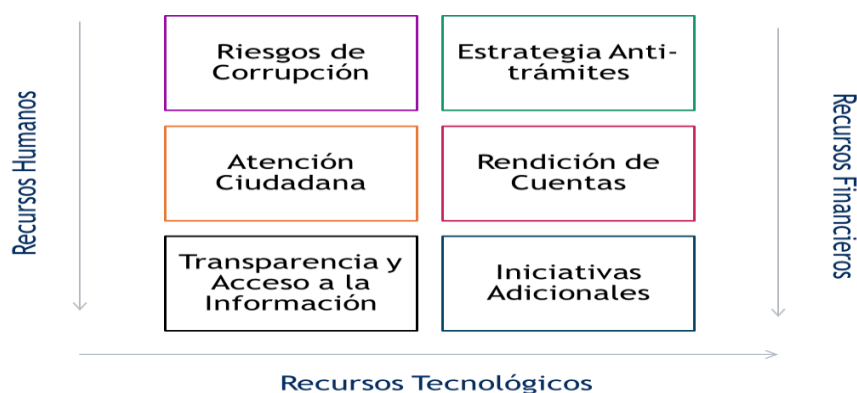 Riesgos de
Corrupción
Estrategia Anti-
trámites
Recursos Humanos
Atención
Ciudadana
Rendición de
Cuentas
Recursos Financieros
Transparencia y
Acceso a la
Información
Iniciativas
Adicionales
Recursos Tecnológicos